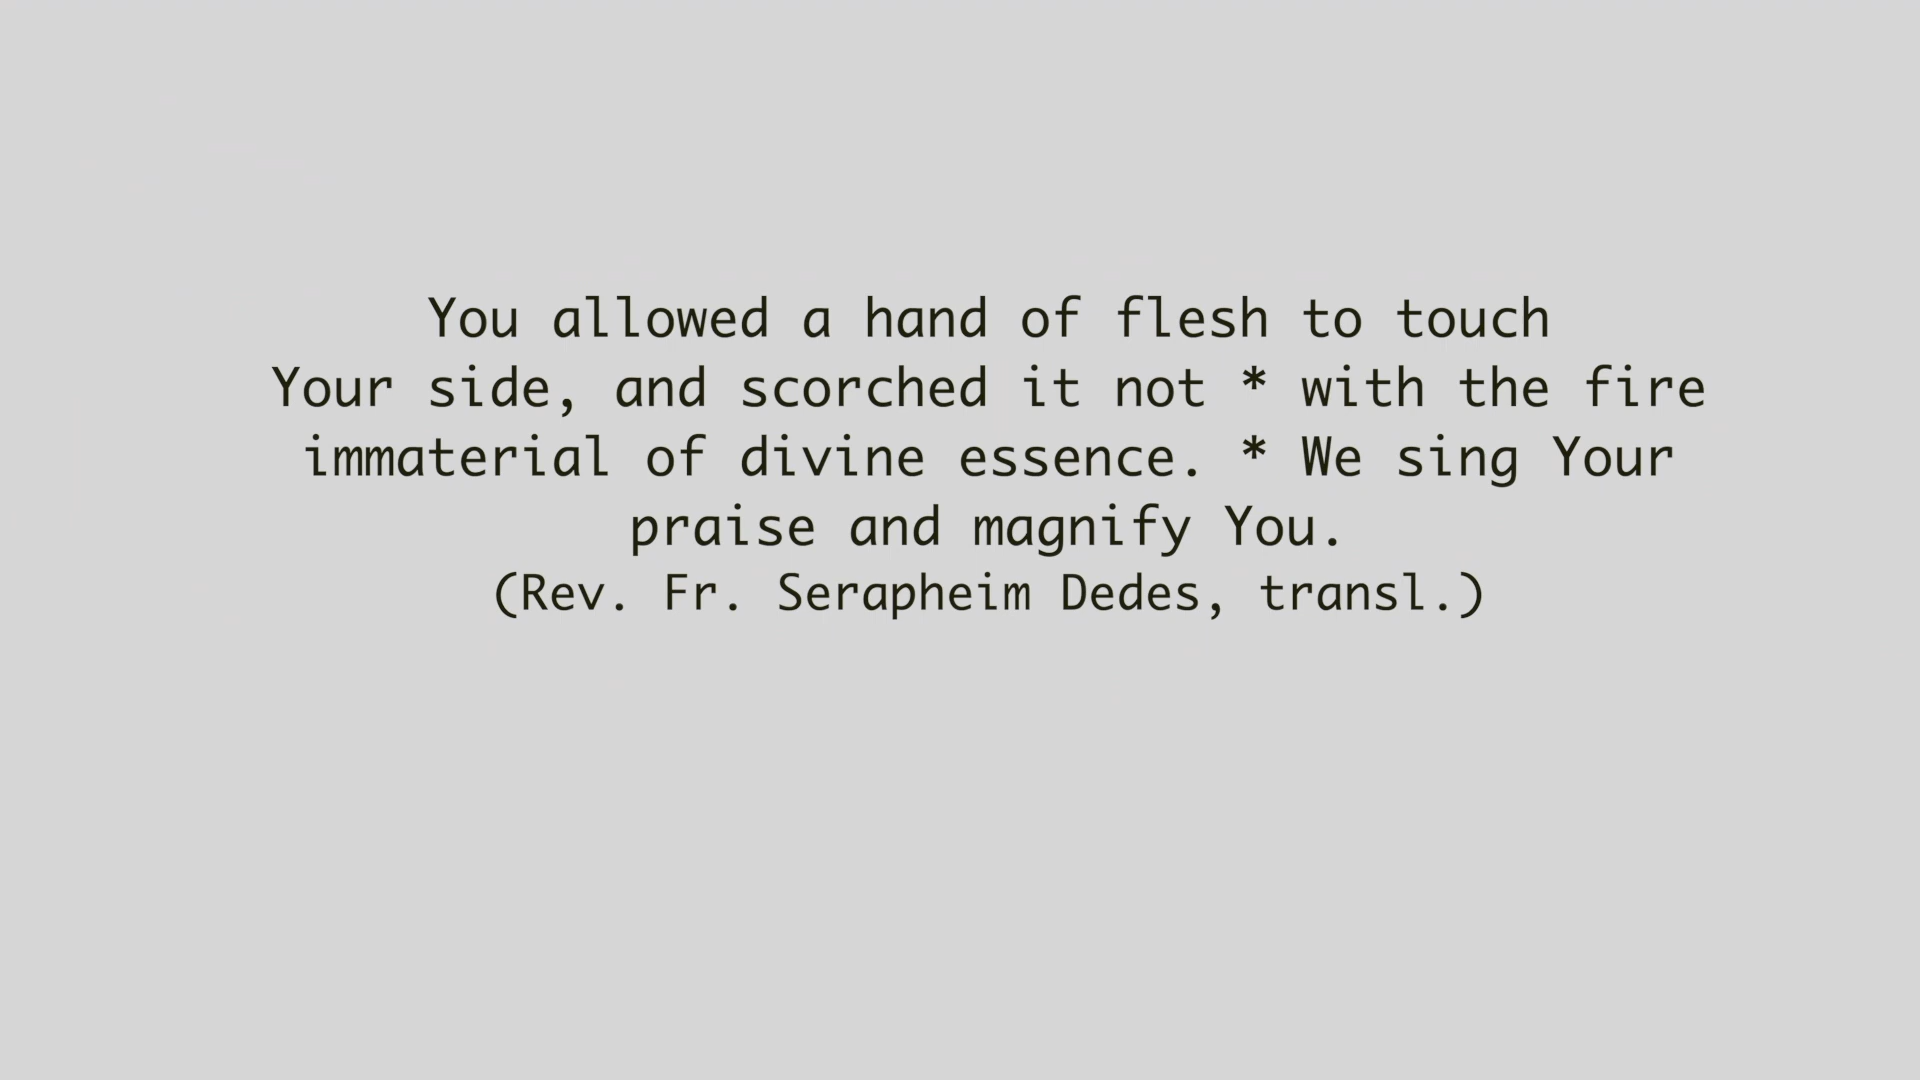 You allowed a hand of flesh to touch
Your side, and scorched it not * with the fire
immaterial of divine essence. * We sing Your
praise and magnify You.
(Rev. Fr. Serapheim Dedes, transl.)